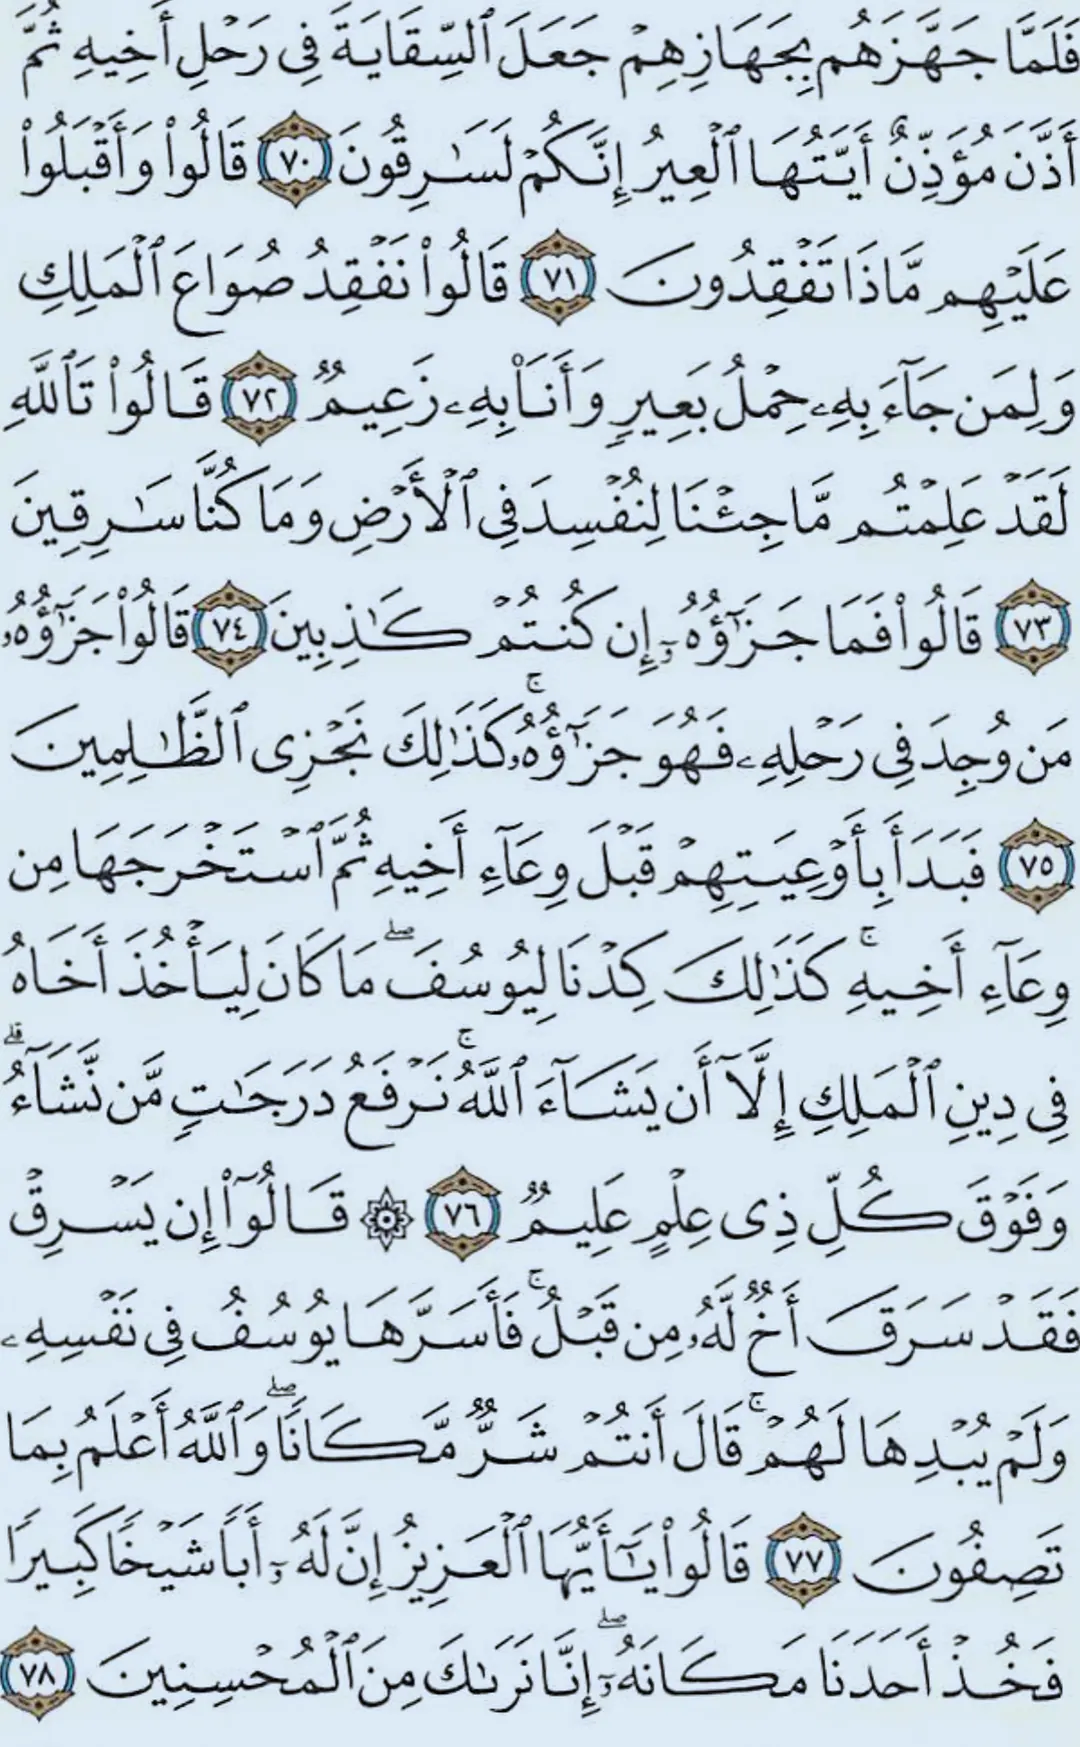 فَلَمَّا جَهَّزَهُم بِجَهَازِهِمْ جَعَلَ ٱلسِّقَايَةَ فِى رَحْلِ أَخِيهِ ثُمَّ
أَذَّنَ مُؤَذِّنٌ أَيَّتُهَا ٱلْعِيرُ إِنَّكُمْ لَسَـٰرِقُونَ ٧٠ قَالُوا۟ وَأَقْبَلُوا۟
عَلَيْهِم مَّاذَا تَفْقِدُونَ ٧١ قَالُوا۟ نَفْقِدُ صُوَاعَ ٱلْمَلِكِ
وَلِمَن جَآءَ بِهِۦ حِمْلُ بَعِيرٍ وَأَنَا۠ بِهِۦ زَعِيمٌ ٧٢ قَالُوا۟ تَٱللَّهِ
لَقَدْ عَلِمْتُم مَّا جِئْنَا لِنُفْسِدَ فِى ٱلْأَرْضِ وَمَا كُنَّا سَـٰرِقِينَ
٧٣ قَالُوا۟ فَمَا جَزَٰٓؤُهُۥٓ إِن كُنتُمْ كَـٰذِبِينَ ٧٤ قَالُوا۟ جَزَٰٓؤُهُۥ
مَن وُجِدَ فِى رَحْلِهِۦ فَهُوَ جَزَٰٓؤُهُۥ ۚ كَذَٰلِكَ نَجْزِى ٱلظَّـٰلِمِينَ
٧٥ فَبَدَأَ بِأَوْعِيَتِهِمْ قَبْلَ وِعَآءِ أَخِيهِ ثُمَّ ٱسْتَخْرَجَهَا مِن
وِعَآءِ أَخِيهِ ۚ كَذَٰلِكَ كِدْنَا لِيُوسُفَ ۖ مَا كَانَ لِيَأْخُذَ أَخَاهُ
فِى دِينِ ٱلْمَلِكِ إِلَّآ أَن يَشَآءَ ٱللَّهُ ۚ نَرْفَعُ دَرَجَـٰتٍ مَّن نَّشَآءُ ۗ
وَفَوْقَ كُلِّ ذِى عِلْمٍ عَلِيمٌ ٧٦ ۞ قَالُوٓا۟ إِن يَسْرِقْ
فَقَدْ سَرَقَ أَخٌ لَّهُۥ مِن قَبْلُ ۚ فَأَسَرَّهَا يُوسُفُ فِى نَفْسِهِۦ
وَلَمْ يُبْدِهَا لَهُمْ ۚ قَالَ أَنتُمْ شَرٌّ مَّكَانًا ۖ وَٱللَّهُ أَعْلَمُ بِمَا
تَصِفُونَ ٧٧ قَالُوا۟ يَـٰٓأَيُّهَا ٱلْعَزِيزُ إِنَّ لَهُۥٓ أَبًا شَيْخًا كَبِيرًا
فَخُذْ أَحَدَنَا مَكَانَهُۥٓ ۖ إِنَّا نَرَىٰكَ مِنَ ٱلْمُحْسِنِينَ ٧٨